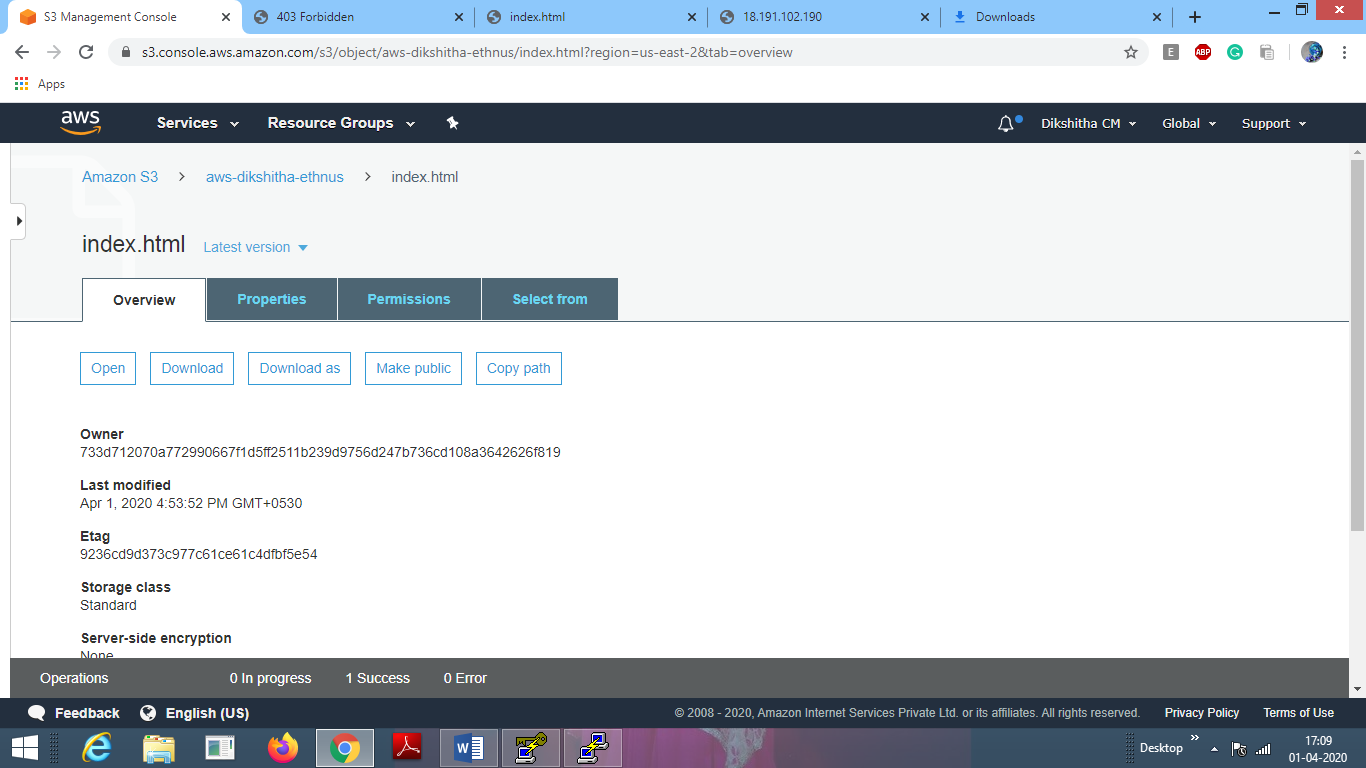 S3 Management Console
403 Forbidden
index.html
18.191.102.190
Downloads
s3.console.aws.amazon.com/s3/object/aws-dikshitha-ethnus/index.html?region=us-east-2&tab=overview
E
ABP
G
Apps
aws
Services
Resource Groups
Dikshitha CM
Global
Support
Amazon S3 > aws-dikshitha-ethnus > index.html
index.html Latest version
Overview
Properties
Permissions
Select from
Open
Download
Download as
Make public
Copy path
Owner
733d712070a772990667f1d5ff2511b239d9756d247b736cd108a3642626f819
Last modified
Apr 1, 2020 4:53:52 PM GMT+0530
Etag
9236cd9d373c977c61ce61c4dfbf5e54
Storage class
Standard
Server-side encryption
None
Operations 0 In progress 1 Success 0 Error
Feedback English (US) © 2008 - 2020, Amazon Internet Services Private Ltd. or its affiliates. All rights reserved. Privacy Policy Terms of Use
Desktop
17:09
01-04-2020